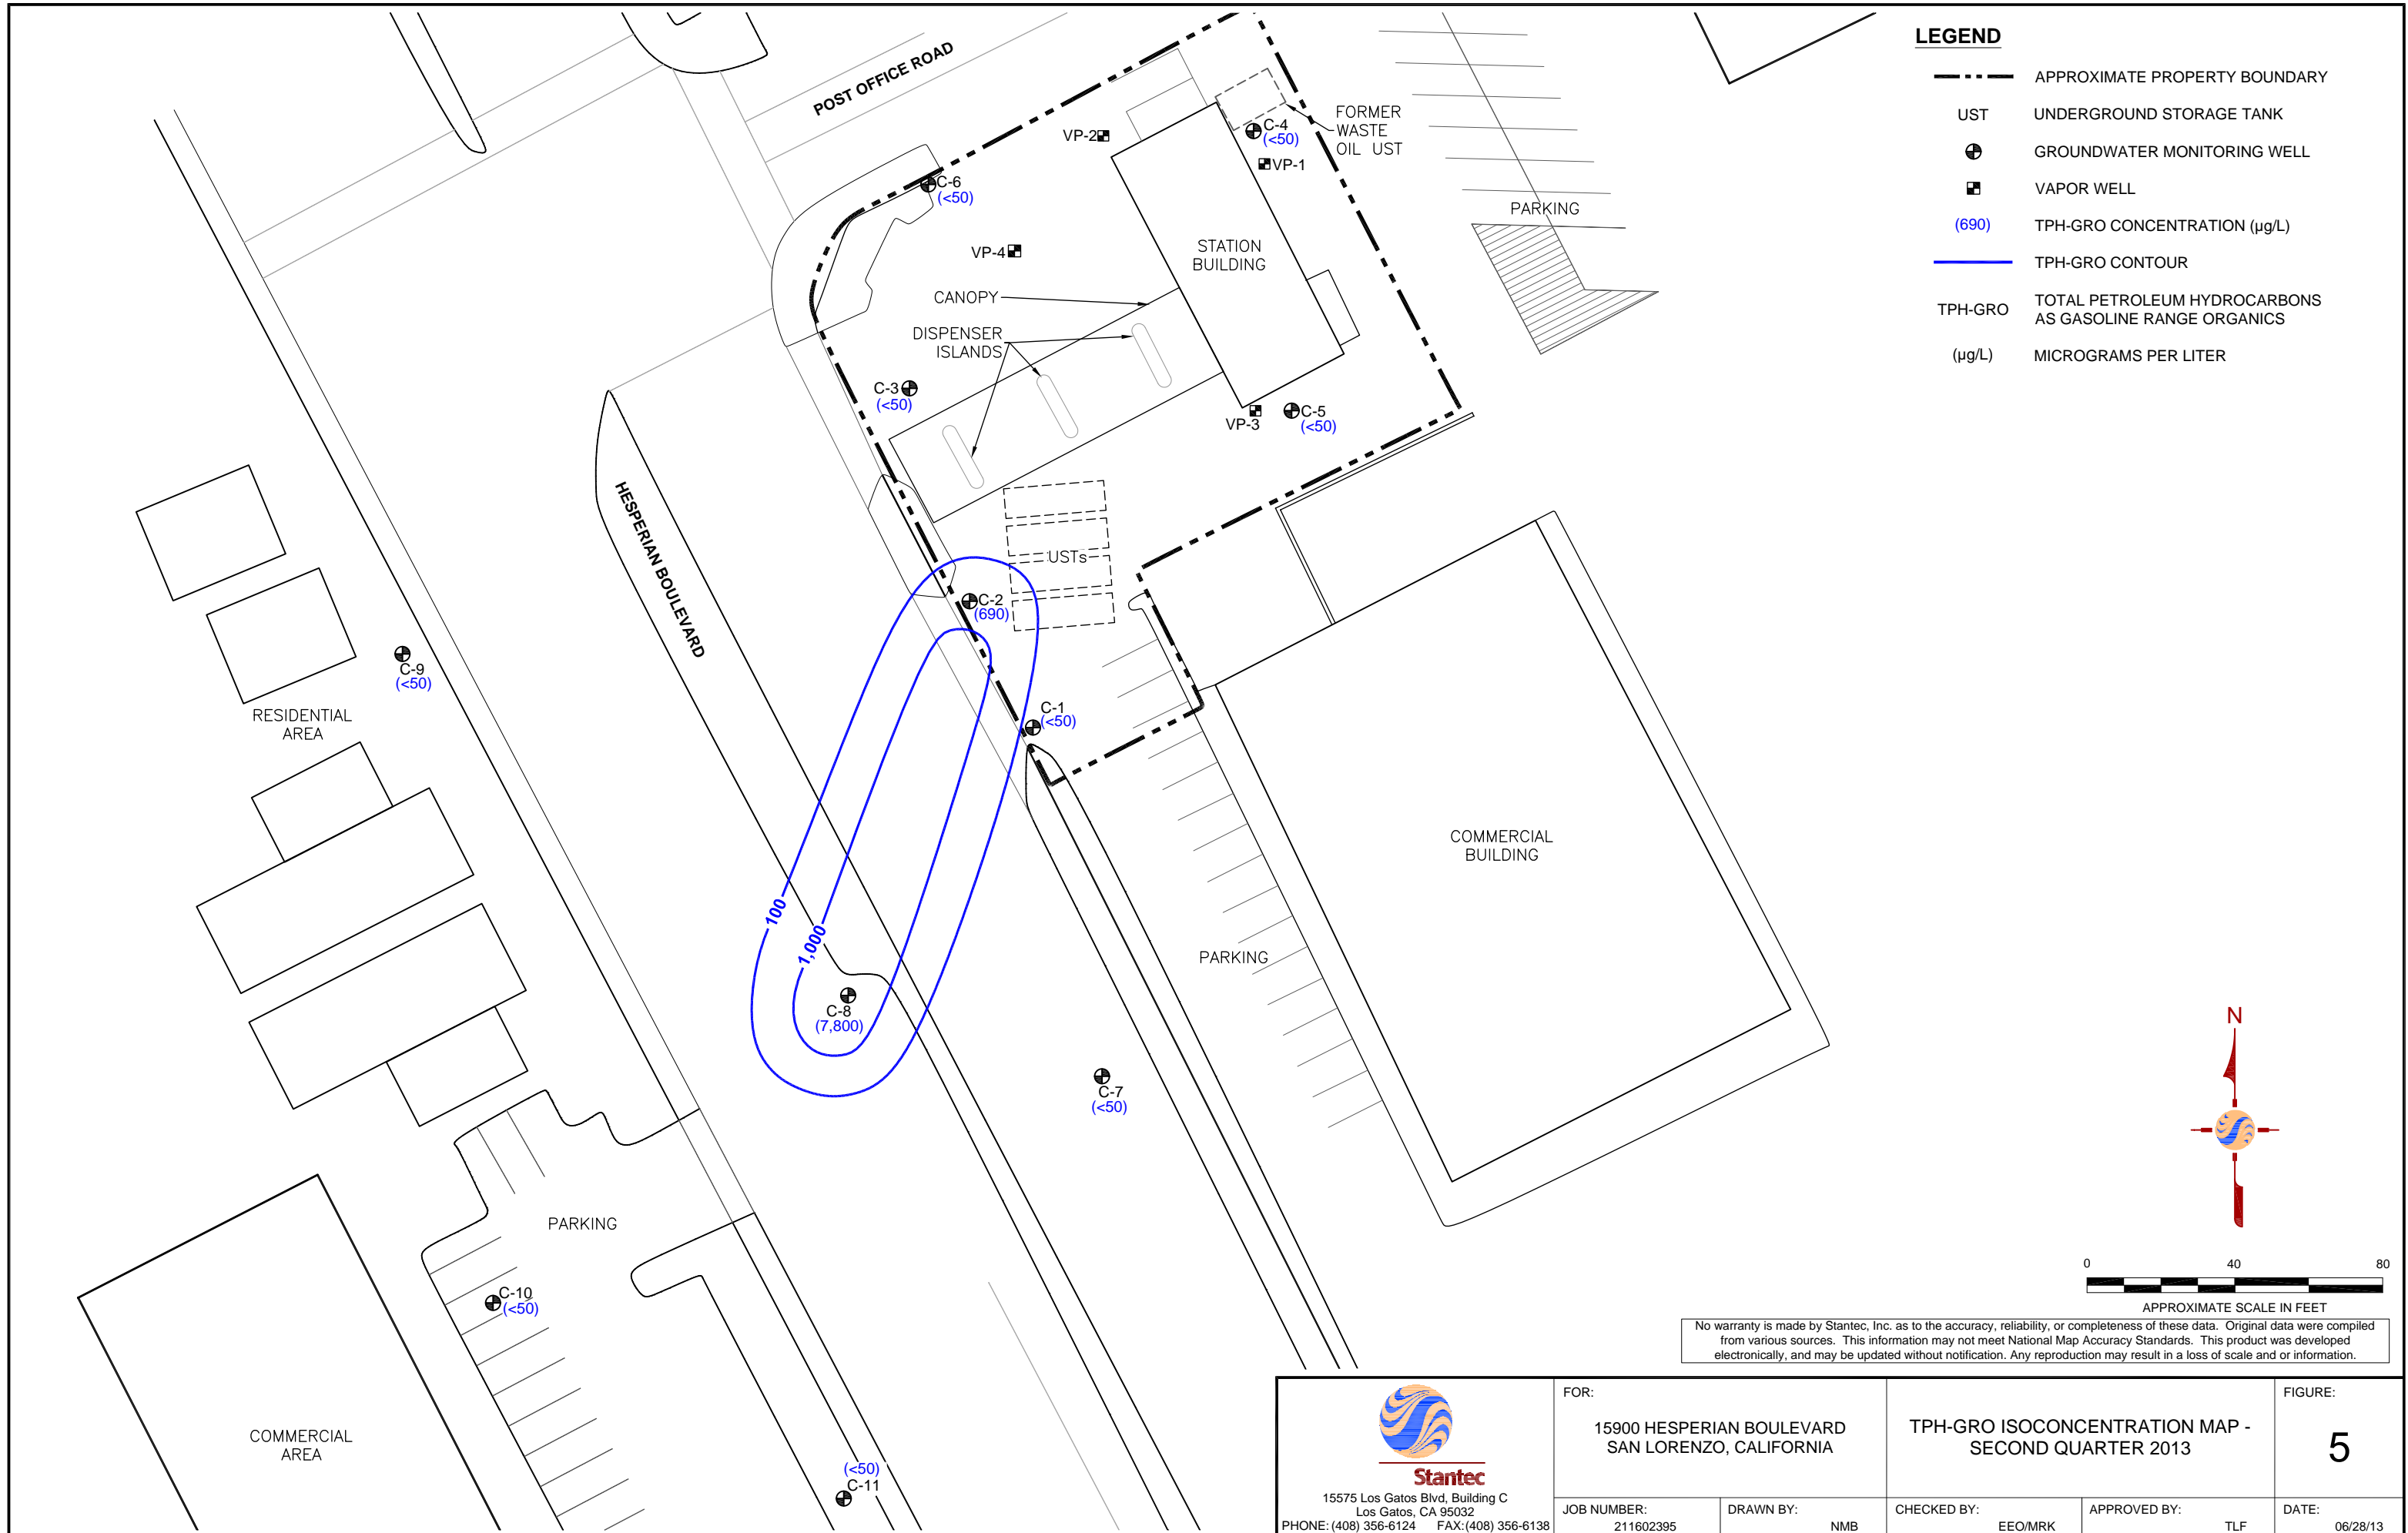 LEGEND
APPROXIMATE PROPERTY BOUNDARY
UST UNDERGROUND STORAGE TANK
GROUNDWATER MONITORING WELL
VAPOR WELL
(690) TPH-GRO CONCENTRATION (µg/L)
TPH-GRO CONTOUR
TPH-GRO TOTAL PETROLEUM HYDROCARBONS
AS GASOLINE RANGE ORGANICS
(µg/L) MICROGRAMS PER LITER
POST OFFICE ROAD
FORMER
WASTE
OIL UST
VP-2
C-4
(<50)
VP-1
C-6
(<50)
PARKING
VP-4
STATION
BUILDING
CANOPY
DISPENSER
ISLANDS
C-3
(<50)
VP-3
C-5
(<50)
HESPERIAN BOULEVARD
USTs
C-2
(690)
C-9
(<50)
RESIDENTIAL
AREA
C-1
(<50)
COMMERCIAL
BUILDING
100
1,000
PARKING
C-8
(7,800)
C-7
(<50)
N
PARKING
C-10
(<50)
COMMERCIAL
AREA
(<50)
C-11
0 40 80
APPROXIMATE SCALE IN FEET
No warranty is made by Stantec, Inc. as to the accuracy, reliability, or completeness of these data. Original data were compiled
from various sources. This information may not meet National Map Accuracy Standards. This product was developed
electronically, and may be updated without notification. Any reproduction may result in a loss of scale and or information.
Stantec
15575 Los Gatos Blvd, Building C
Los Gatos, CA 95032
PHONE: (408) 356-6124 FAX:(408) 356-6138
FOR:
15900 HESPERIAN BOULEVARD
SAN LORENZO, CALIFORNIA
TPH-GRO ISOCONCENTRATION MAP -
SECOND QUARTER 2013
FIGURE:
5
JOB NUMBER:
211602395
DRAWN BY:
NMB
CHECKED BY:
EEO/MRK
APPROVED BY:
TLF
DATE:
06/28/13